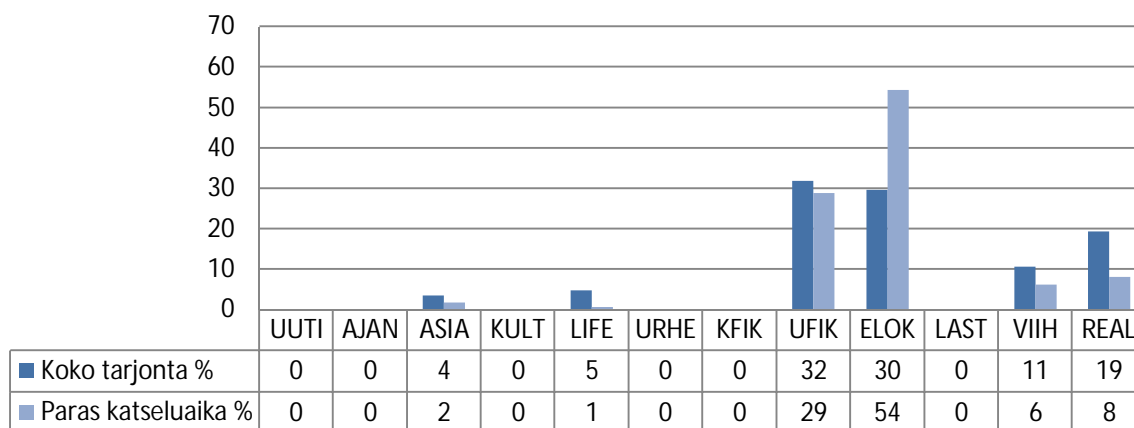 70
60
50
40
30
20
10
0
UUTI AJAN ASIA KULT LIFE URHE KFIK UFIK ELOK LAST VIIH REAL
Koko tarjonta % 0 0 4 0 5 0 0 32 30 0 11 19
Paras katseluaika % 0 0 2 0 1 0 0 29 54 0 6 8